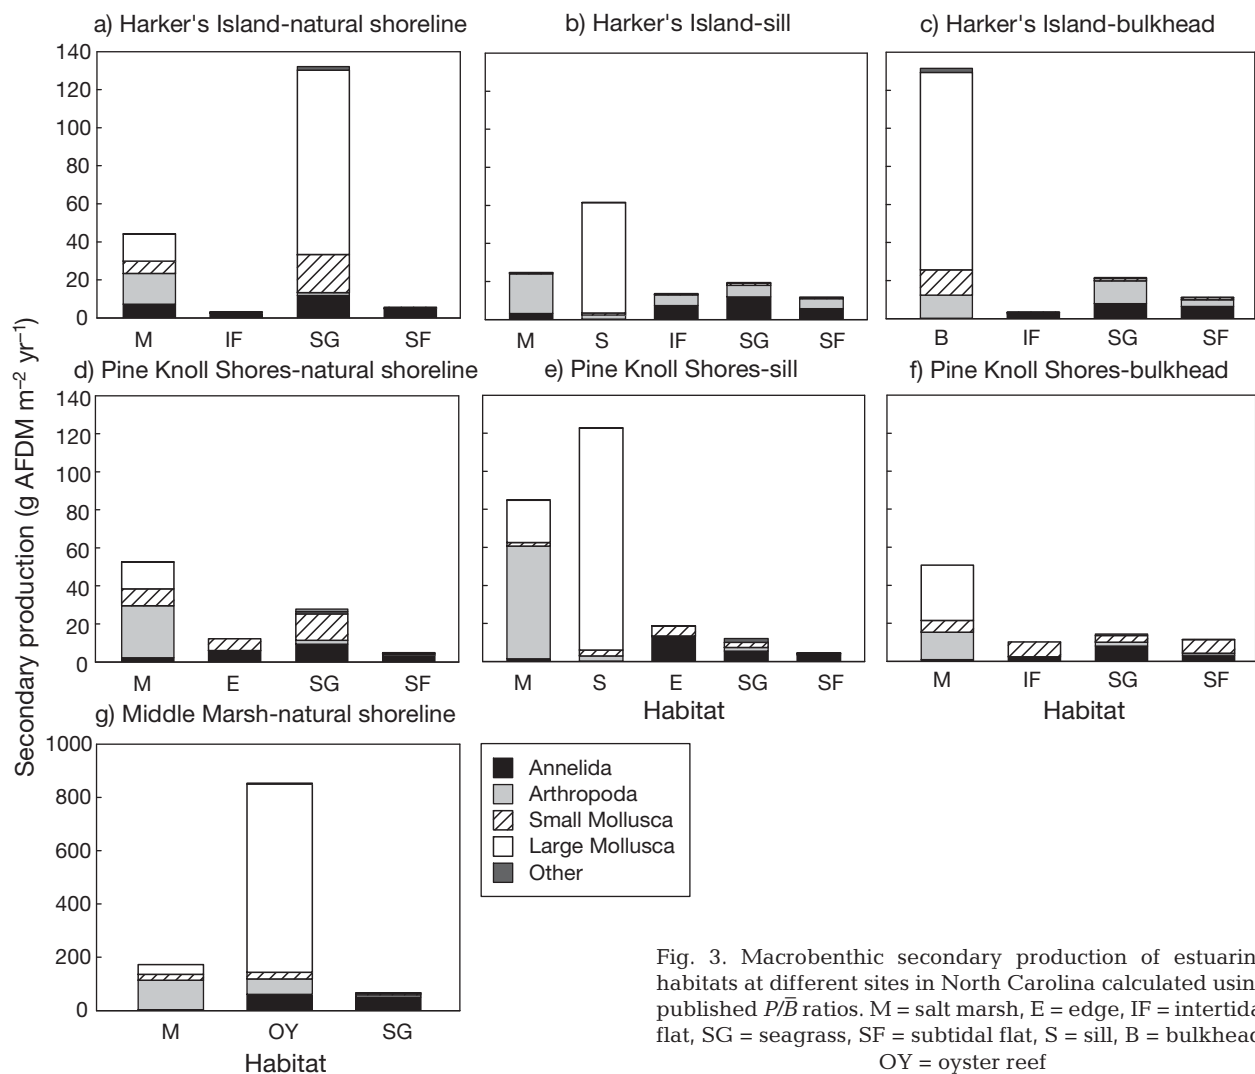 a) Harker's Island-natural shoreline
b) Harker's Island-sill
c) Harker's Island-bulkhead
140
120
100
80
60
40
20
0
M IF SG SF
M S IF SG SF
B IF SG SF
d) Pine Knoll Shores-natural shoreline
e) Pine Knoll Shores-sill
f) Pine Knoll Shores-bulkhead
140
120
100
80
60
40
20
0
M E SG SF
M S E SG SF
M IF SG SF
Habitat
Habitat
Secondary production (g AFDM m⁻² yr⁻¹)
g) Middle Marsh-natural shoreline
1000
800
600
400
200
0
M OY SG
Habitat
Annelida
Arthropoda
Small Mollusca
Large Mollusca
Other
Fig. 3. Macrobenthic secondary production of estuarin
habitats at different sites in North Carolina calculated usin
published P/B̄ ratios. M = salt marsh, E = edge, IF = intertida
flat, SG = seagrass, SF = subtidal flat, S = sill, B = bulkhead
OY = oyster reef